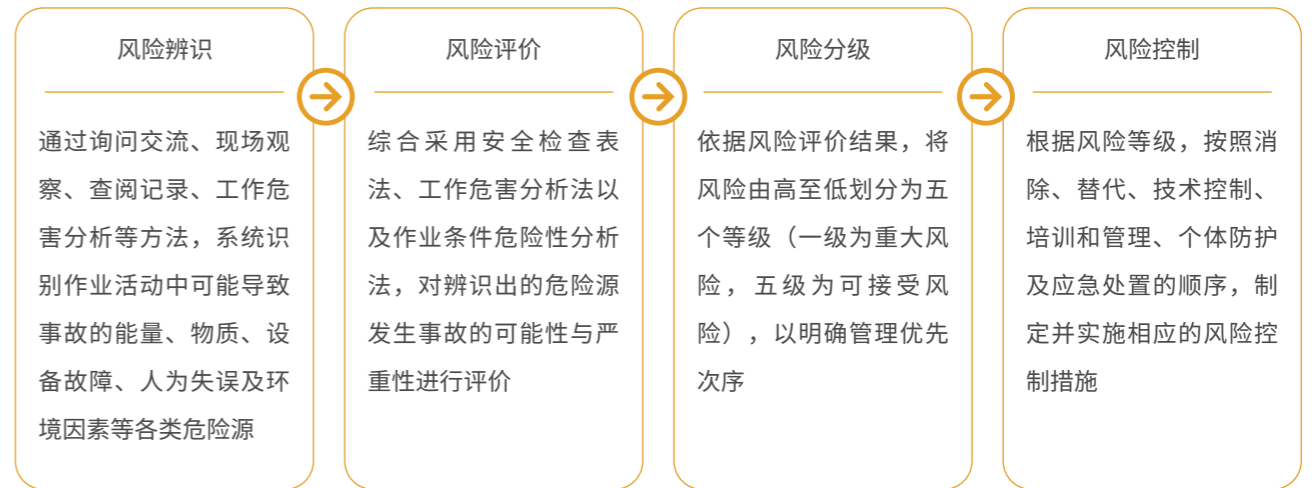 风险辨识
通过询问交流、现场观
察、查阅记录、工作危
害分析等方法，系统识
别作业活动中可能导致
事故的能量、物质、设
备故障、人为失误及环
境因素等各类危险源
风险评价
综合采用安全检查表
法、工作危害分析法以
及作业条件危险性分析
法，对辨识出的危险源
发生事故的可能性与严
重性进行评价
风险分级
依据风险评价结果，将
风险由高至低划分为五
个等级（一级为重大风
险，五级为可接受风
险），以明确管理优先
次序
风险控制
根据风险等级，按照消
除、替代、技术控制、
培训和管理、个体防护
及应急处置的顺序，制
定并实施相应的风险控
制措施